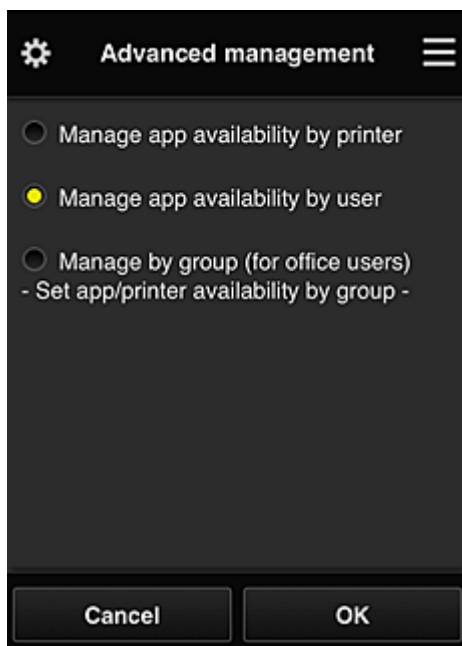 Advanced management
Manage app availability by printer
Manage app availability by user
Manage by group (for office users)
- Set app/printer availability by group -
Cancel
OK